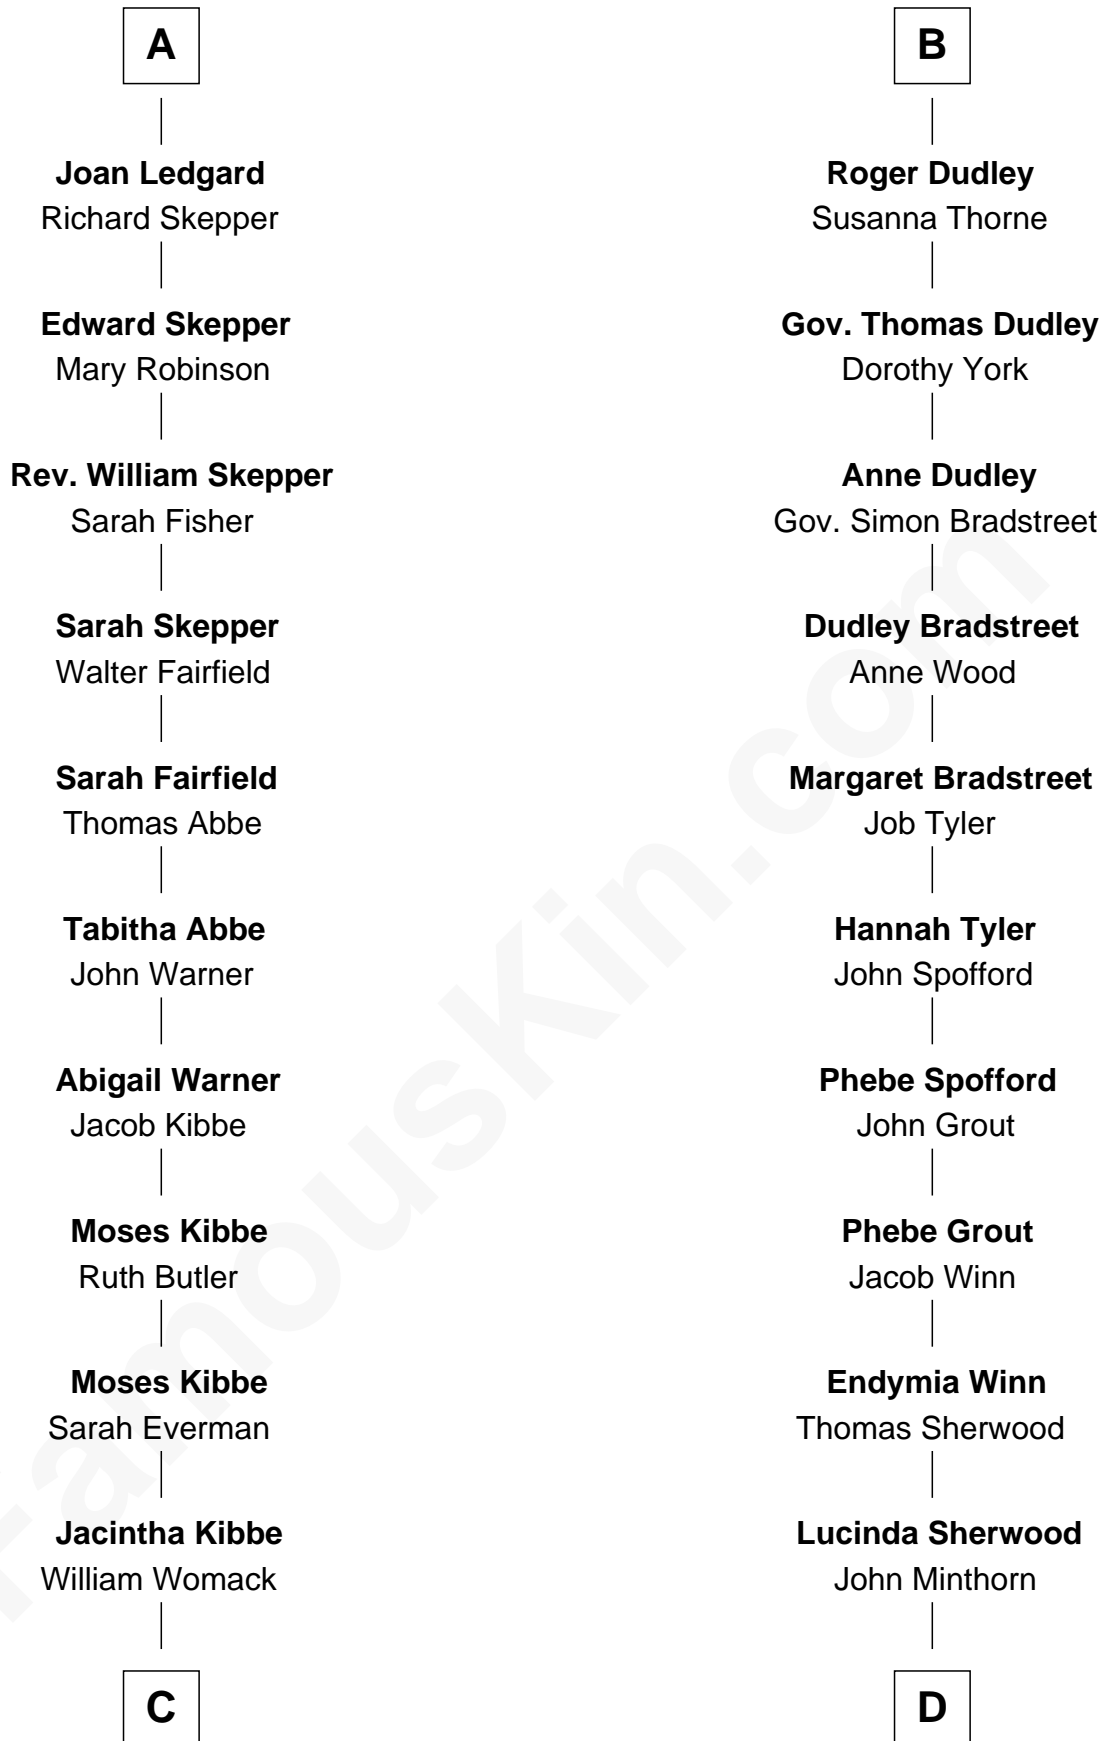 A
Joan Ledgard
Richard Skepper
Edward Skepper
Mary Robinson
Rev. William Skepper
Sarah Fisher
Sarah Skepper
Walter Fairfield
Sarah Fairfield
Thomas Abbe
Tabitha Abbe
John Warner
Abigail Warner
Jacob Kibbe
Moses Kibbe
Ruth Butler
Moses Kibbe
Sarah Everman
Jacintha Kibbe
William Womack
C
B
Roger Dudley
Susanna Thorne
Gov. Thomas Dudley
Dorothy York
Anne Dudley
Gov. Simon Bradstreet
Dudley Bradstreet
Anne Wood
Margaret Bradstreet
Job Tyler
Hannah Tyler
John Spofford
Phebe Spofford
John Grout
Phebe Grout
Jacob Winn
Endymia Winn
Thomas Sherwood
Lucinda Sherwood
John Minthorn
D
FamousKin.com